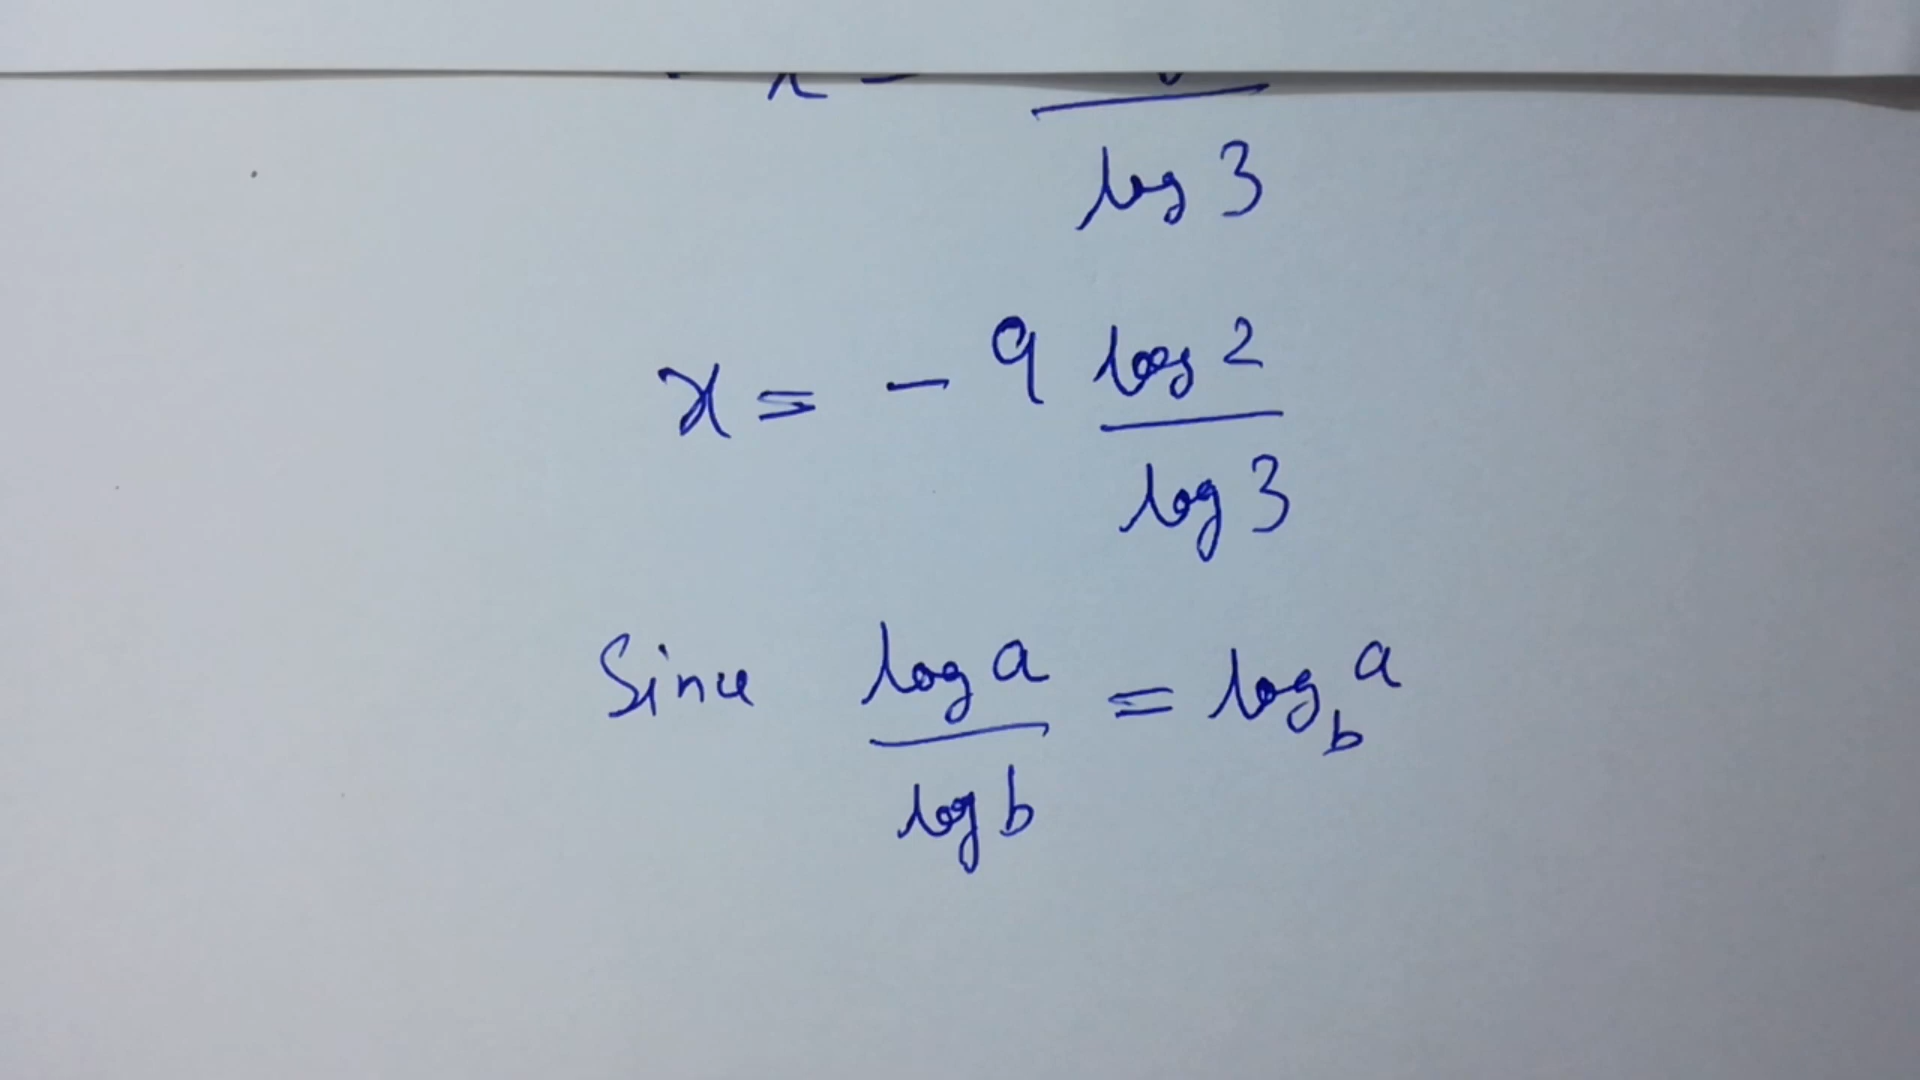 log 3
x = - 9 log 2 / log 3
Since log a / log b = log_b a